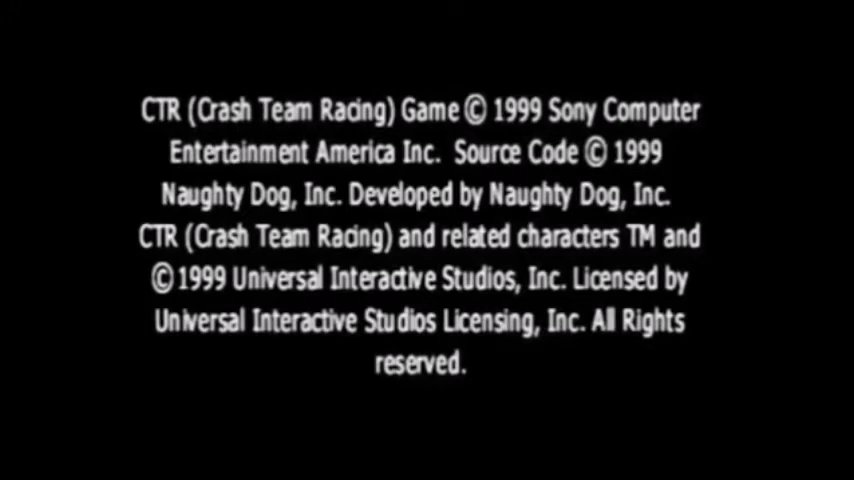 CTR (Crash Team Racing) Game © 1999 Sony Computer
Entertainment America Inc. Source Code © 1999
Naughty Dog, Inc. Developed by Naughty Dog, Inc.
CTR (Crash Team Racing) and related characters TM and
© 1999 Universal Interactive Studios, Inc. Licensed by
Universal Interactive Studios Licensing, Inc. All Rights
reserved.